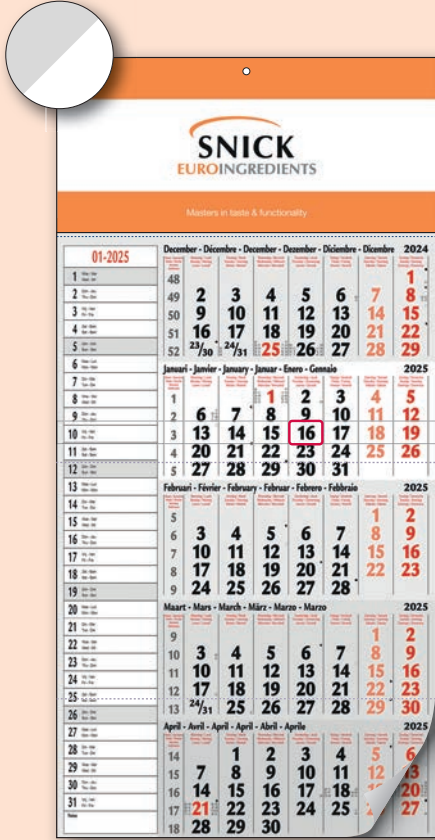 SNICK
EUROINGREDIENTS
Masters in taste & functionality
01-2025
1
2
3
4
5
6
7
8
9
10
11
12
13
14
15
16
17
18
19
20
21
22
23
24
25
26
27
28
29
30
31
Notes
December - Décembre - December - Dezember - Diciembre - Dicembre 2024
48 1
49 2 3 4 5 6 7 8
50 9 10 11 12 13 14 15
51 16 17 18 19 20 21 22
52 23/30 24/31 25 26 27 28 29
Januari - Janvier - January - Januar - Enero - Gennaio 2025
1 1 2 3 4 5
2 6 7 8 9 10 11 12
3 13 14 15 16 17 18 19
4 20 21 22 23 24 25 26
5 27 28 29 30 31
Februari - Février - February - Februar - Febrero - Febbraio 2025
5 1 2
6 3 4 5 6 7 8 9
7 10 11 12 13 14 15 16
8 17 18 19 20 21 22 23
9 24 25 26 27 28
Maart - Mars - March - März - Marzo - Marzo 2025
9 1 2
10 3 4 5 6 7 8 9
11 10 11 12 13 14 15 16
12 17 18 19 20 21 22 23
13 24/31 25 26 27 28 29 30
April - Avril - April - April - Abril - Aprile 2025
14 1 2 3 4 5 6
15 7 8 9 10 11 12 13
16 14 15 16 17 18 20
17 21 22 23 24 25 27
18 28 29 30